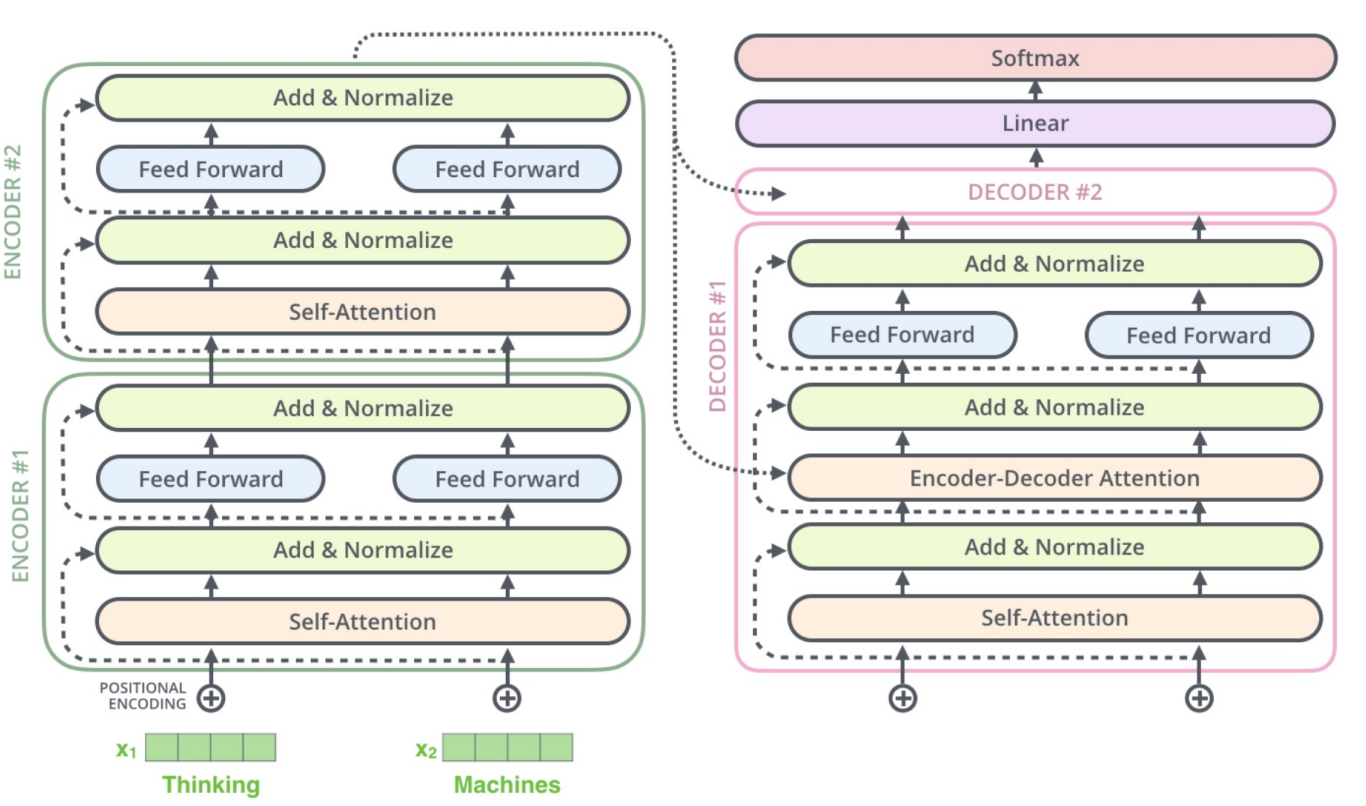 ENCODER #2
Add & Normalize
Feed Forward
Feed Forward
Add & Normalize
Self-Attention
ENCODER #1
Add & Normalize
Feed Forward
Feed Forward
Add & Normalize
Self-Attention
POSITIONAL
ENCODING
x₁
x₂
Thinking
Machines
Softmax
Linear
DECODER #2
DECODER #1
Add & Normalize
Feed Forward
Feed Forward
Add & Normalize
Encoder-Decoder Attention
Add & Normalize
Self-Attention